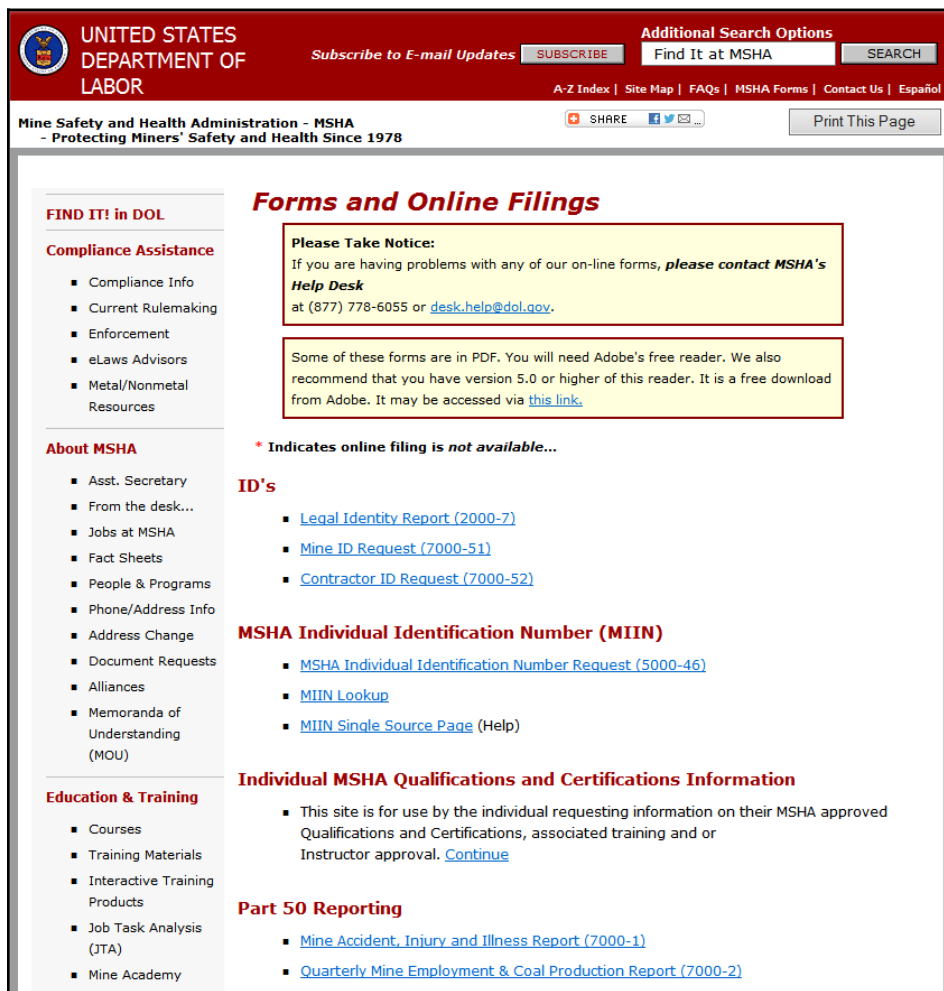 UNITED STATES
DEPARTMENT OF
LABOR
Subscribe to E-mail Updates SUBSCRIBE
Additional Search Options
Find It at MSHA SEARCH
A-Z Index | Site Map | FAQs | MSHA Forms | Contact Us | Español
Mine Safety and Health Administration - MSHA
- Protecting Miners' Safety and Health Since 1978
SHARE ...
Print This Page
FIND IT! in DOL
Compliance Assistance
Compliance Info
Current Rulemaking
Enforcement
eLaws Advisors
Metal/Nonmetal
Resources
About MSHA
Asst. Secretary
From the desk...
Jobs at MSHA
Fact Sheets
People & Programs
Phone/Address Info
Address Change
Document Requests
Alliances
Memoranda of
Understanding
(MOU)
Education & Training
Courses
Training Materials
Interactive Training
Products
Job Task Analysis
(JTA)
Mine Academy
Forms and Online Filings
Please Take Notice:
If you are having problems with any of our on-line forms, please contact MSHA's
Help Desk
at (877) 778-6055 or desk.help@dol.gov.
Some of these forms are in PDF. You will need Adobe's free reader. We also
recommend that you have version 5.0 or higher of this reader. It is a free download
from Adobe. It may be accessed via this link.
* Indicates online filing is not available...
ID's
Legal Identity Report (2000-7)
Mine ID Request (7000-51)
Contractor ID Request (7000-52)
MSHA Individual Identification Number (MIIN)
MSHA Individual Identification Number Request (5000-46)
MIIN Lookup
MIIN Single Source Page (Help)
Individual MSHA Qualifications and Certifications Information
This site is for use by the individual requesting information on their MSHA approved
Qualifications and Certifications, associated training and or
Instructor approval. Continue
Part 50 Reporting
Mine Accident, Injury and Illness Report (7000-1)
Quarterly Mine Employment & Coal Production Report (7000-2)